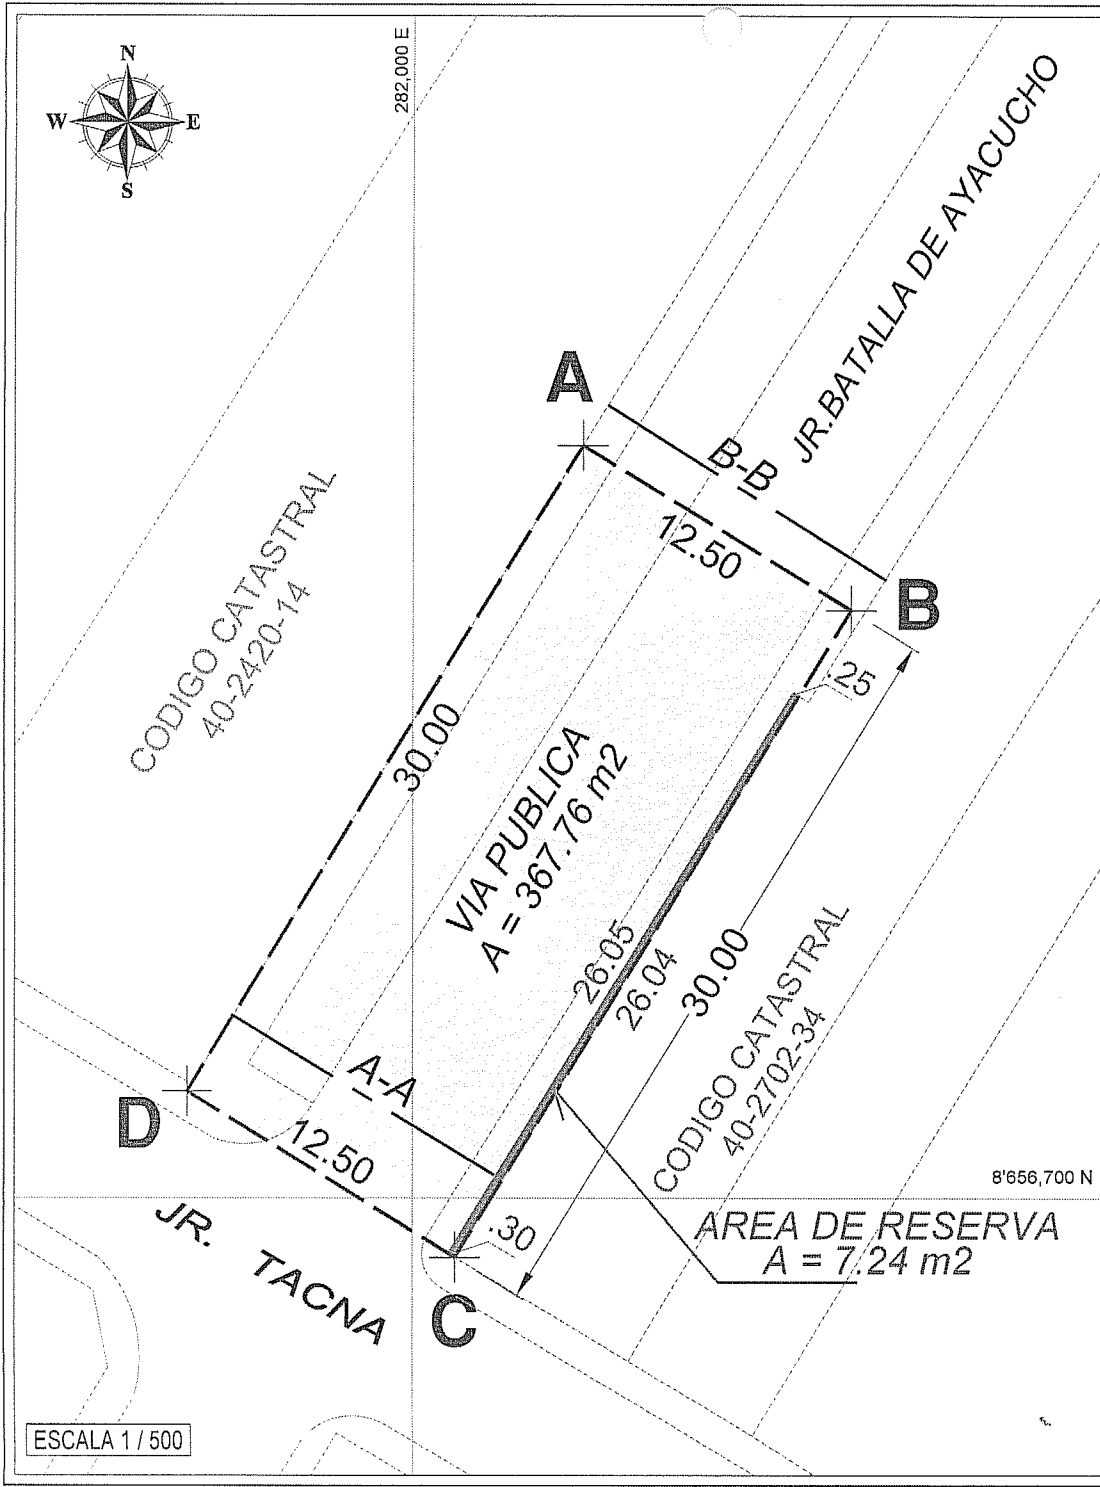 N
W
E
S
282,000 E
JR.BATALLA DE AYACUCHO
A
B-B
12.50
B
.25
CODIGO CATASTRAL
40-2420-14
30.00
VIA PUBLICA
A = 367.76 m2
26.05
26.04
30.00
CODIGO CATASTRAL
40-2702-34
A-A
D
12.50
8'656,700 N
.30
AREA DE RESERVA
A = 7.24 m2
JR. TACNA
C
ESCALA 1 / 500